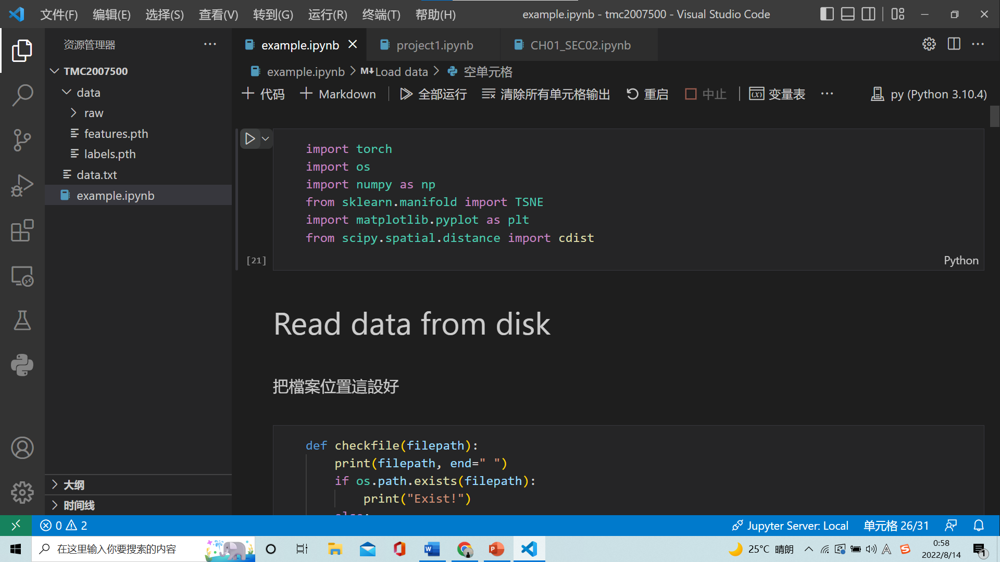 文件(F) 编辑(E) 选择(S) 查看(V) 转到(G) 运行(R) 终端(T) 帮助(H) example.ipynb - tmc2007500 - Visual Studio Code
资源管理器
TMC2007500
data
raw
features.pth
labels.pth
data.txt
example.ipynb
大纲
时间线
example.ipynb project1.ipynb CH01_SEC02.ipynb
example.ipynb > M↓Load data > 空单元格
代码 Markdown 全部运行 清除所有单元格输出 重启 中止 变量表 py (Python 3.10.4)
import torch
import os
import numpy as np
from sklearn.manifold import TSNE
import matplotlib.pyplot as plt
from scipy.spatial.distance import cdist
[21]
Python
Read data from disk
把檔案位置這設好
def checkfile(filepath):
print(filepath, end=" ")
if os.path.exists(filepath):
print("Exist!")
else:
0 2 Jupyter Server: Local 单元格 26/31
在这里输入你要搜索的内容 25°C 晴朗 0:58
2022/8/14
1